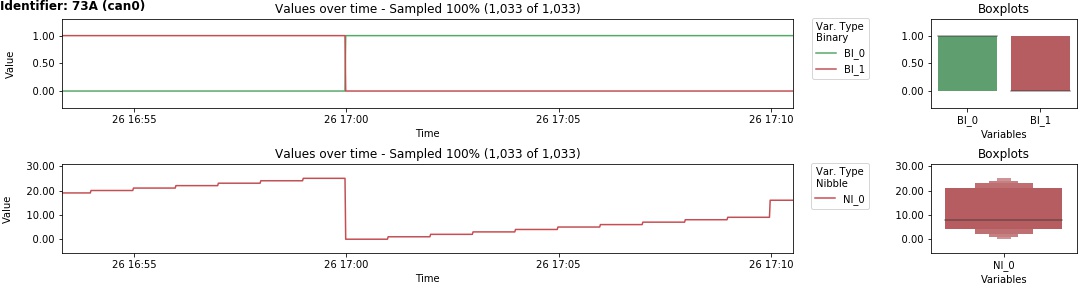 Identifier: 73A (can0)
Values over time - Sampled 100% (1,033 of 1,033)
Boxplots
Value
1.00
0.50
0.00
26 16:55
26 17:00
26 17:05
26 17:10
Time
Var. Type
Binary
BI_0
BI_1
1.00
0.50
0.00
BI_0
BI_1
Variables
Values over time - Sampled 100% (1,033 of 1,033)
Boxplots
Value
30.00
20.00
10.00
0.00
26 16:55
26 17:00
26 17:05
26 17:10
Time
Var. Type
Nibble
NI_0
30.00
20.00
10.00
0.00
NI_0
Variables